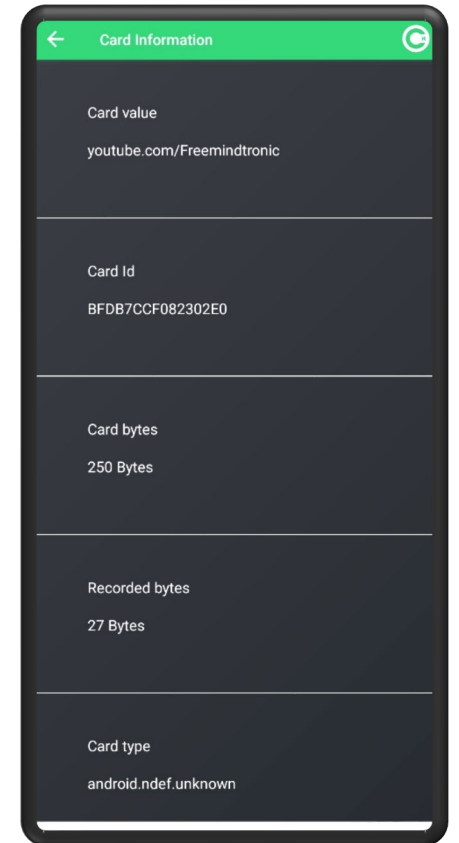 Card Information
Card value
youtube.com/Freemindtronic
Card Id
BFDB7CCF082302E0
Card bytes
250 Bytes
Recorded bytes
27 Bytes
Card type
android.ndef.unknown